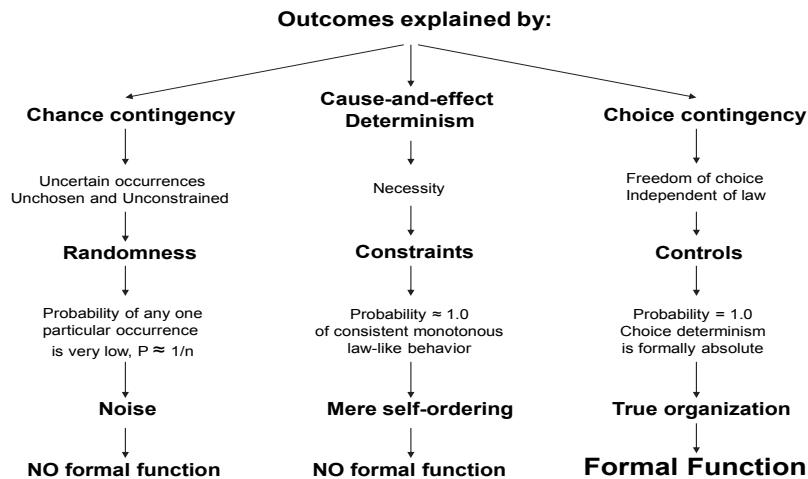 Outcomes explained by:
Chance contingency
Uncertain occurrences
Unchosen and Unconstrained
Randomness
Probability of any one
particular occurrence
is very low, P ≈ 1/n
Noise
NO formal function
Cause-and-effect
Determinism
Necessity
Constraints
Probability ≈ 1.0
of consistent monotonous
law-like behavior
Mere self-ordering
NO formal function
Choice contingency
Freedom of choice
Independent of law
Controls
Probability = 1.0
Choice determinism
is formally absolute
True organization
Formal Function